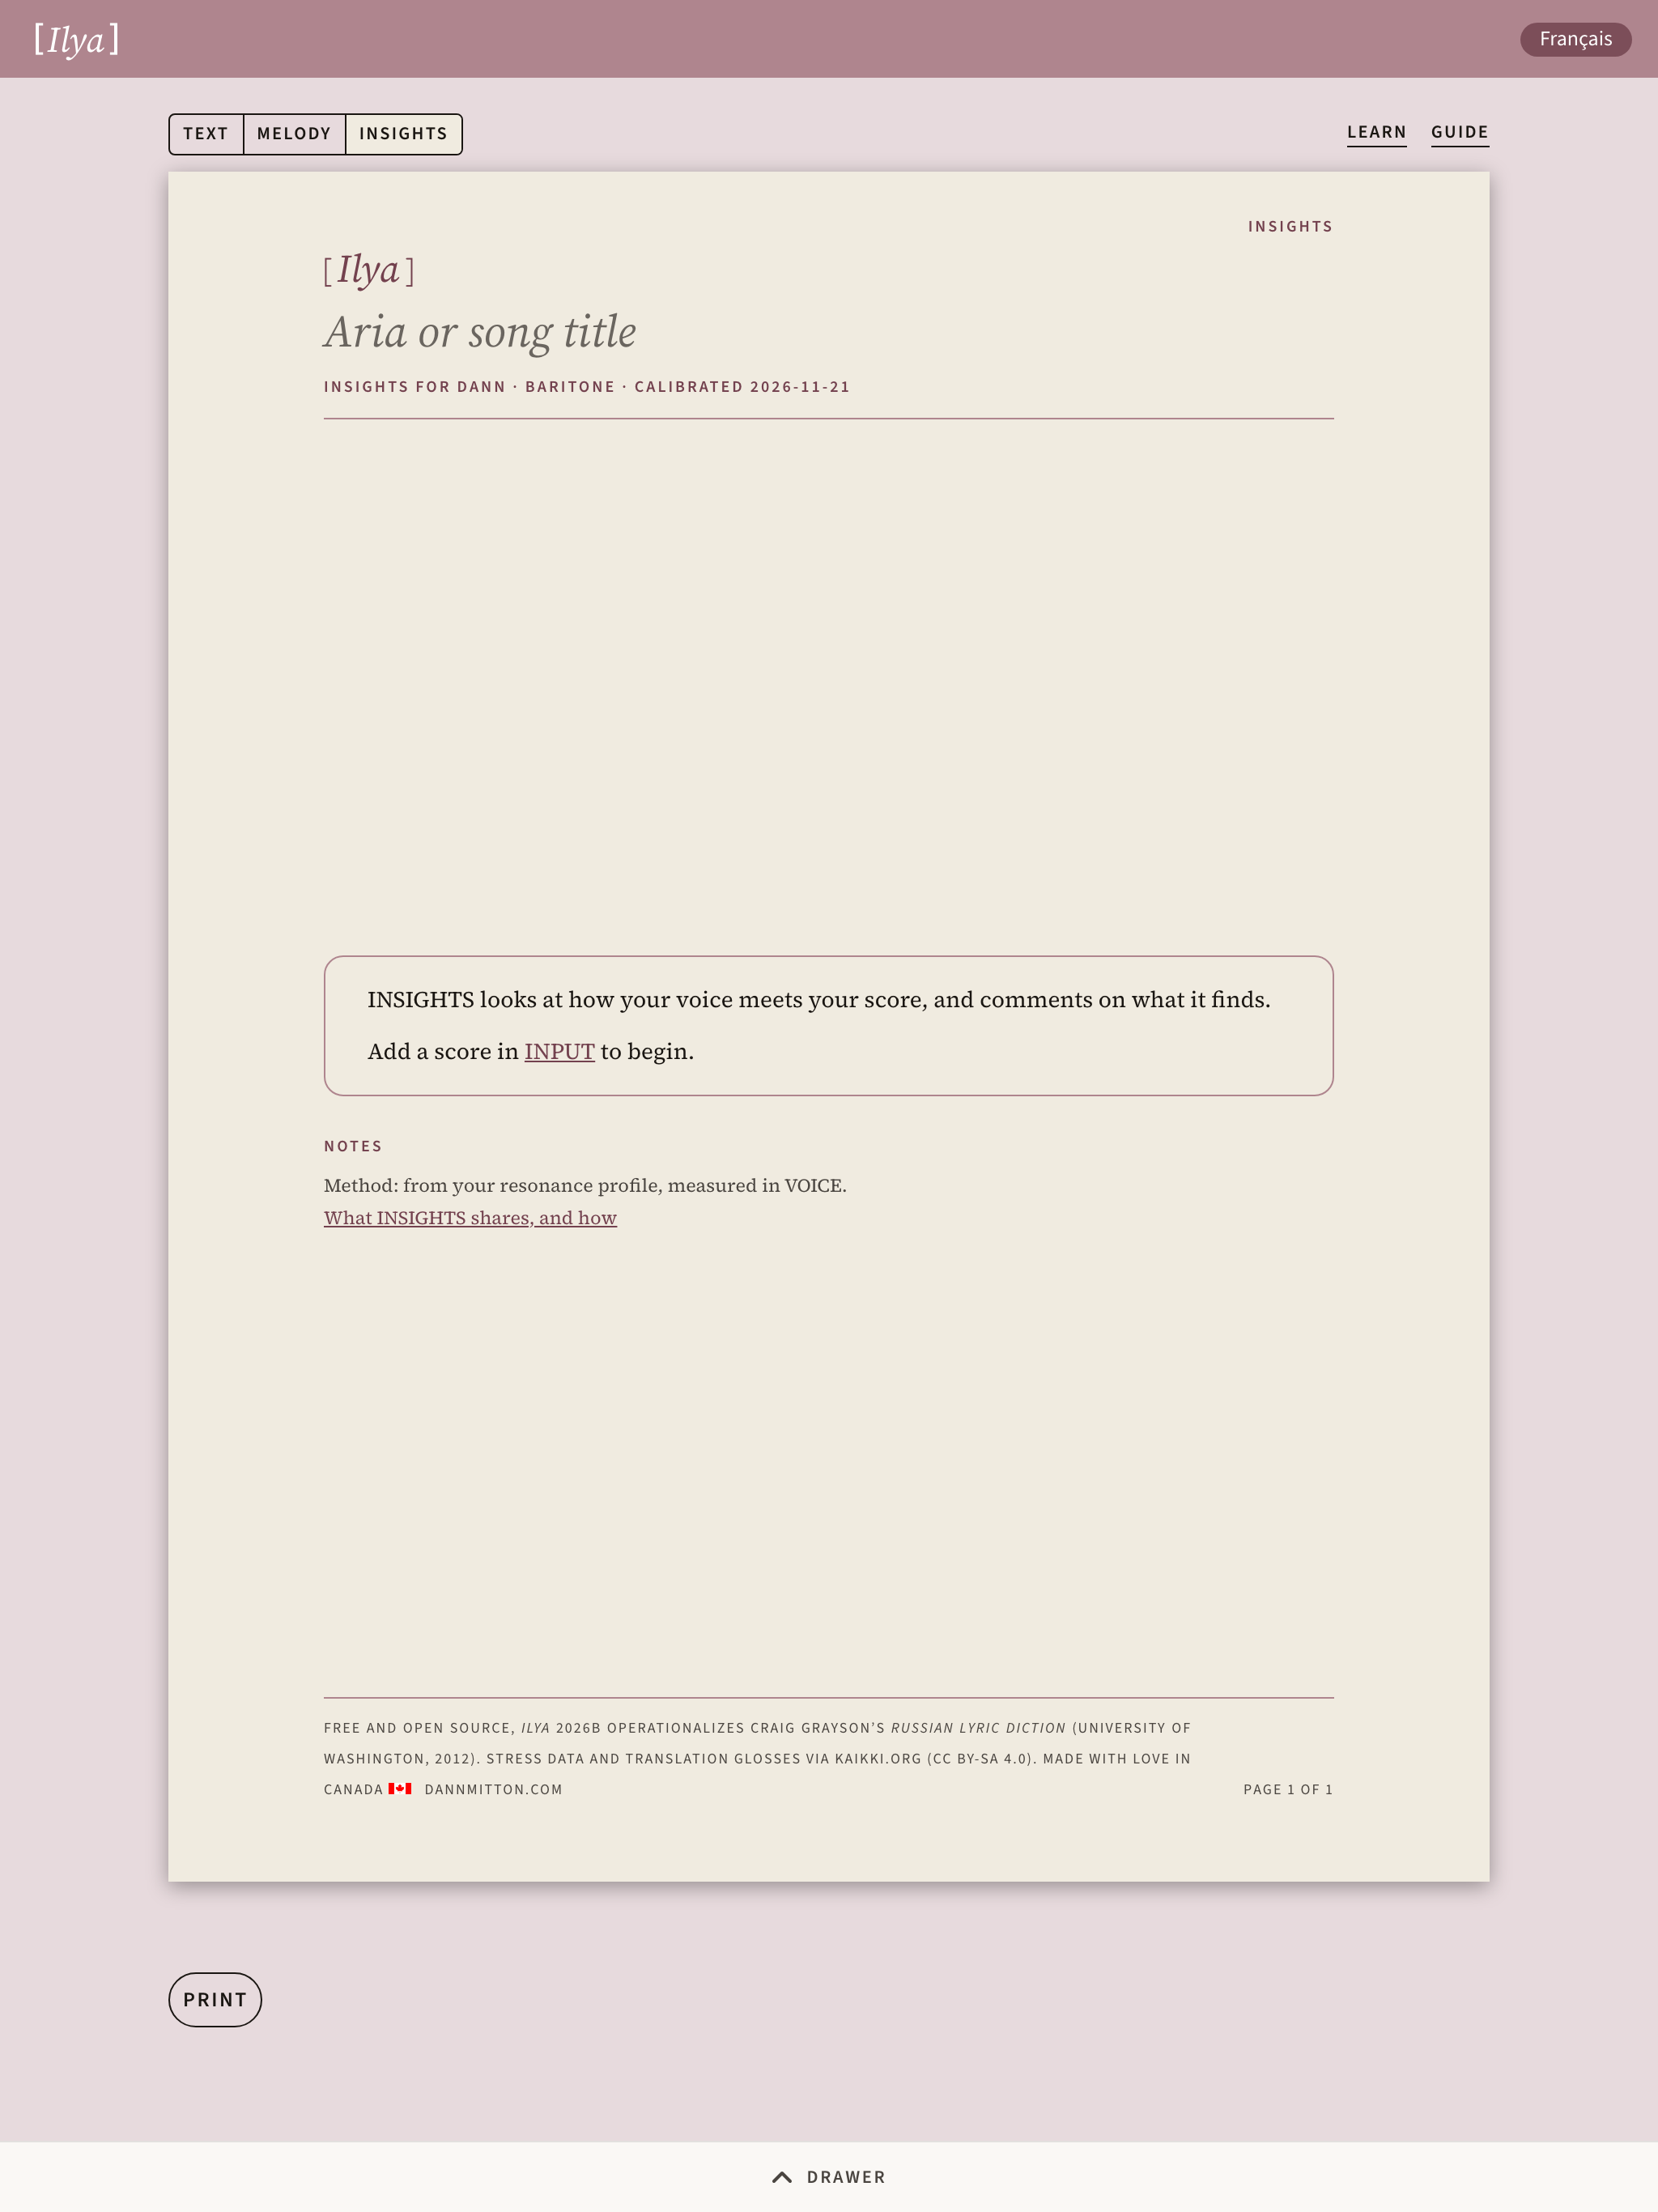 [Ilya]
Français
TEXT MELODY INSIGHTS
LEARN GUIDE
INSIGHTS
[Ilya]
Aria or song title
INSIGHTS FOR DANN · BARITONE · CALIBRATED 2026-11-21
INSIGHTS looks at how your voice meets your score, and comments on what it finds.
Add a score in INPUT to begin.
NOTES
Method: from your resonance profile, measured in VOICE.
What INSIGHTS shares, and how
FREE AND OPEN SOURCE, ILYA 2026B OPERATIONALIZES CRAIG GRAYSON’S RUSSIAN LYRIC DICTION (UNIVERSITY OF
WASHINGTON, 2012). STRESS DATA AND TRANSLATION GLOSSES VIA KAIKKI.ORG (CC BY-SA 4.0). MADE WITH LOVE IN
CANADA 🇨🇦 DANNMITTON.COM
PAGE 1 OF 1
PRINT
DRAWER